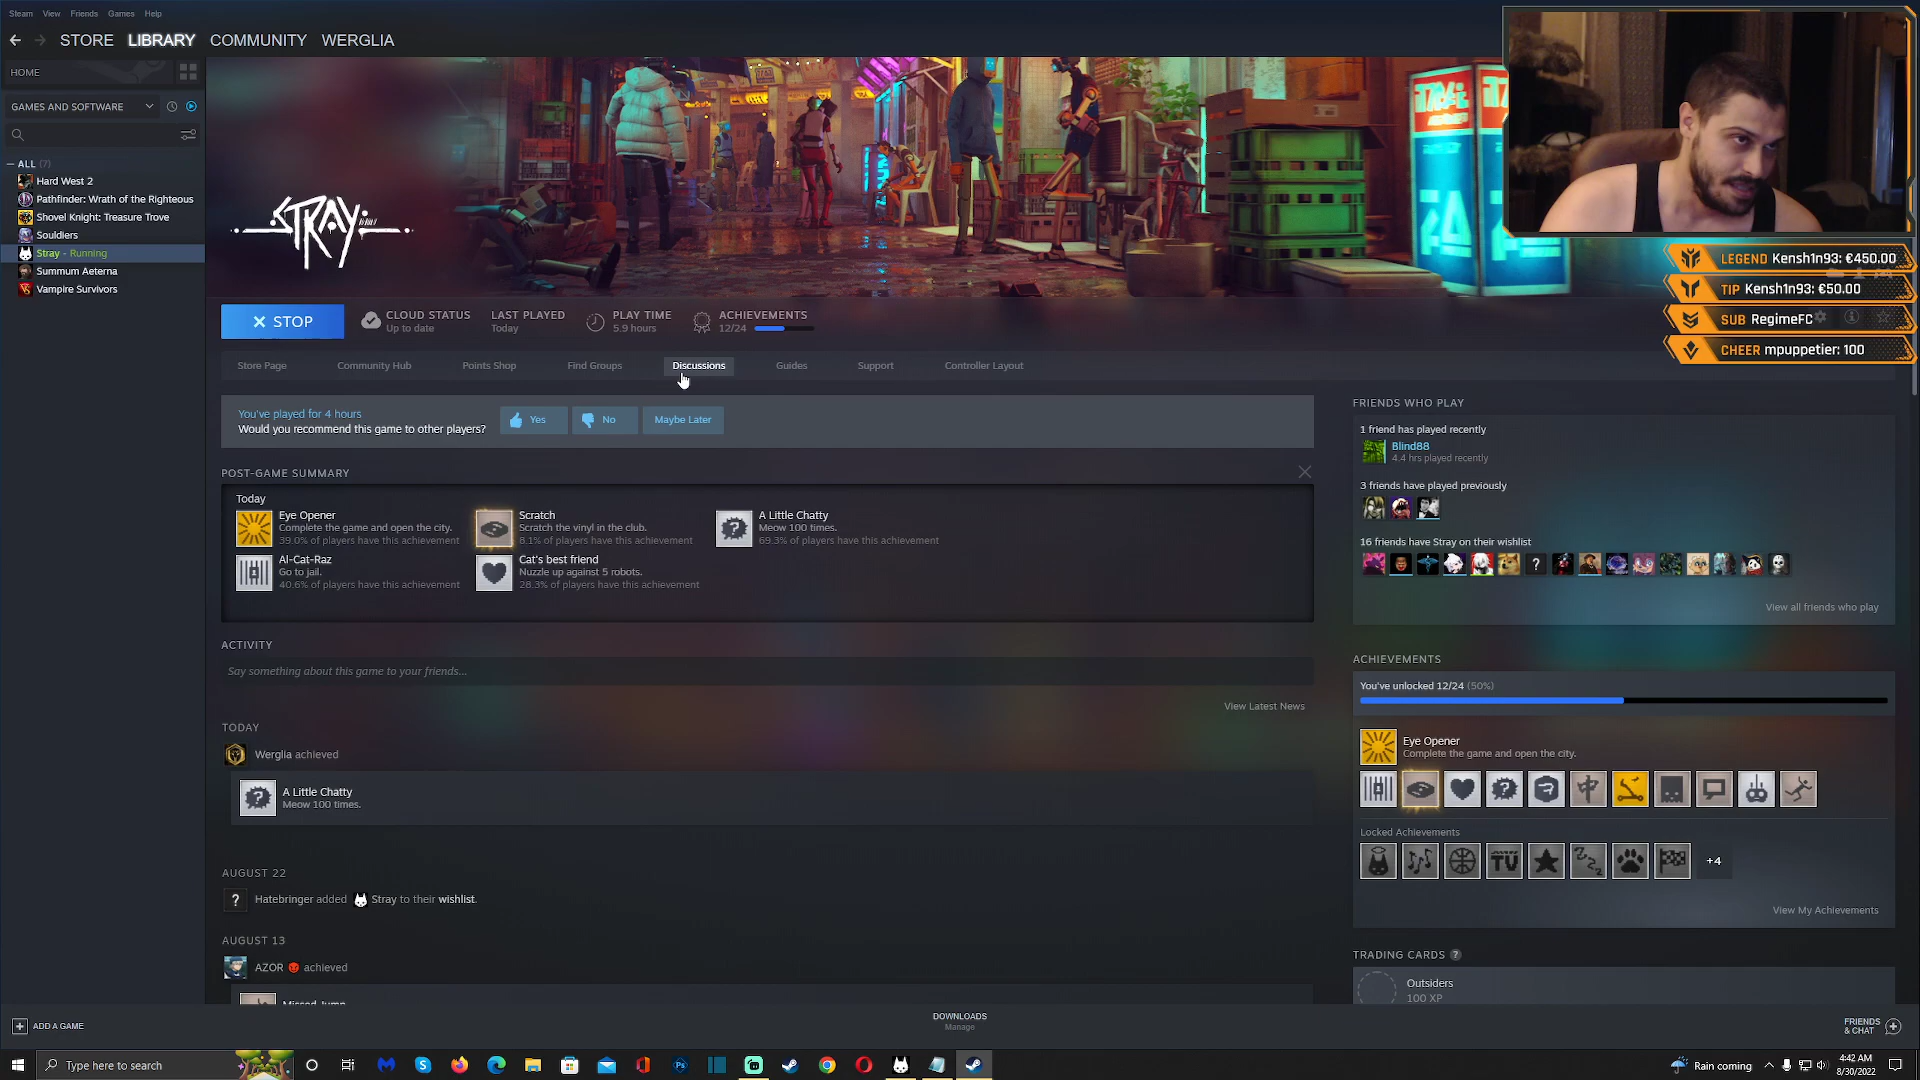 Steam View Friends Games Help
STORE LIBRARY COMMUNITY WERGLIA
HOME
GAMES AND SOFTWARE
ALL (7)
Hard West 2
Pathfinder: Wrath of the Righteous
Shovel Knight: Treasure Trove
Souldiers
Stray - Running
Summum Aeterna
Vampire Survivors
STRAY
LEGEND Kensh1n93: €450.00
TIP Kensh1n93: €50.00
SUB RegimeFC
CHEER mpuppetier: 100
STOP
CLOUD STATUS
Up to date
LAST PLAYED
Today
PLAY TIME
5.9 hours
ACHIEVEMENTS
12/24
Store Page Community Hub Points Shop Find Groups Discussions Guides Support Controller Layout
You've played for 4 hours
Would you recommend this game to other players?
Yes No Maybe Later
POST-GAME SUMMARY
Today
Eye Opener
Complete the game and open the city.
39.0% of players have this achievement
Scratch
Scratch the vinyl in the club.
8.1% of players have this achievement
A Little Chatty
Meow 100 times.
69.3% of players have this achievement
Al-Cat-Raz
Go to jail.
40.6% of players have this achievement
Cat's best friend
Nuzzle up against 5 robots.
28.3% of players have this achievement
ACTIVITY
Say something about this game to your friends...
View Latest News
TODAY
Werglia achieved
A Little Chatty
Meow 100 times.
AUGUST 22
Hatebringer added Stray to their wishlist.
AUGUST 13
AZOR achieved
Missed Jump
FRIENDS WHO PLAY
1 friend has played recently
Blind88
4.4 hrs played recently
3 friends have played previously
16 friends have Stray on their wishlist
View all friends who play
ACHIEVEMENTS
You've unlocked 12/24 (50%)
Eye Opener
Complete the game and open the city.
Locked Achievements
TV
+4
View My Achievements
TRADING CARDS ?
Outsiders
100 XP
ADD A GAME
DOWNLOADS
Manage
FRIENDS
& CHAT
Type here to search
Rain coming
4:42 AM
8/30/2022